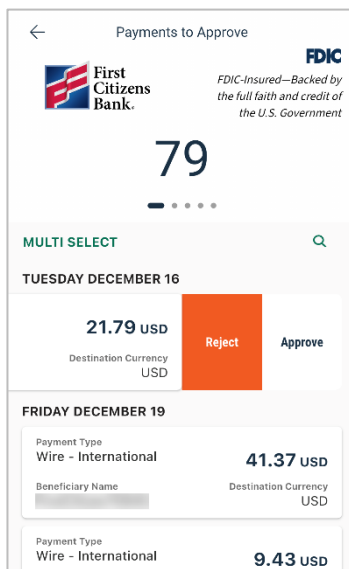 Payments to Approve
First
Citizens
Bank.
FDIC
FDIC-Insured—Backed by
the full faith and credit of
the U.S. Government
79
MULTI SELECT
TUESDAY DECEMBER 16
21.79 USD
Destination Currency
USD
Reject
Approve
FRIDAY DECEMBER 19
Payment Type
Wire - International
41.37 USD
Beneficiary Name
Destination Currency
USD
Payment Type
Wire - International
9.43 USD